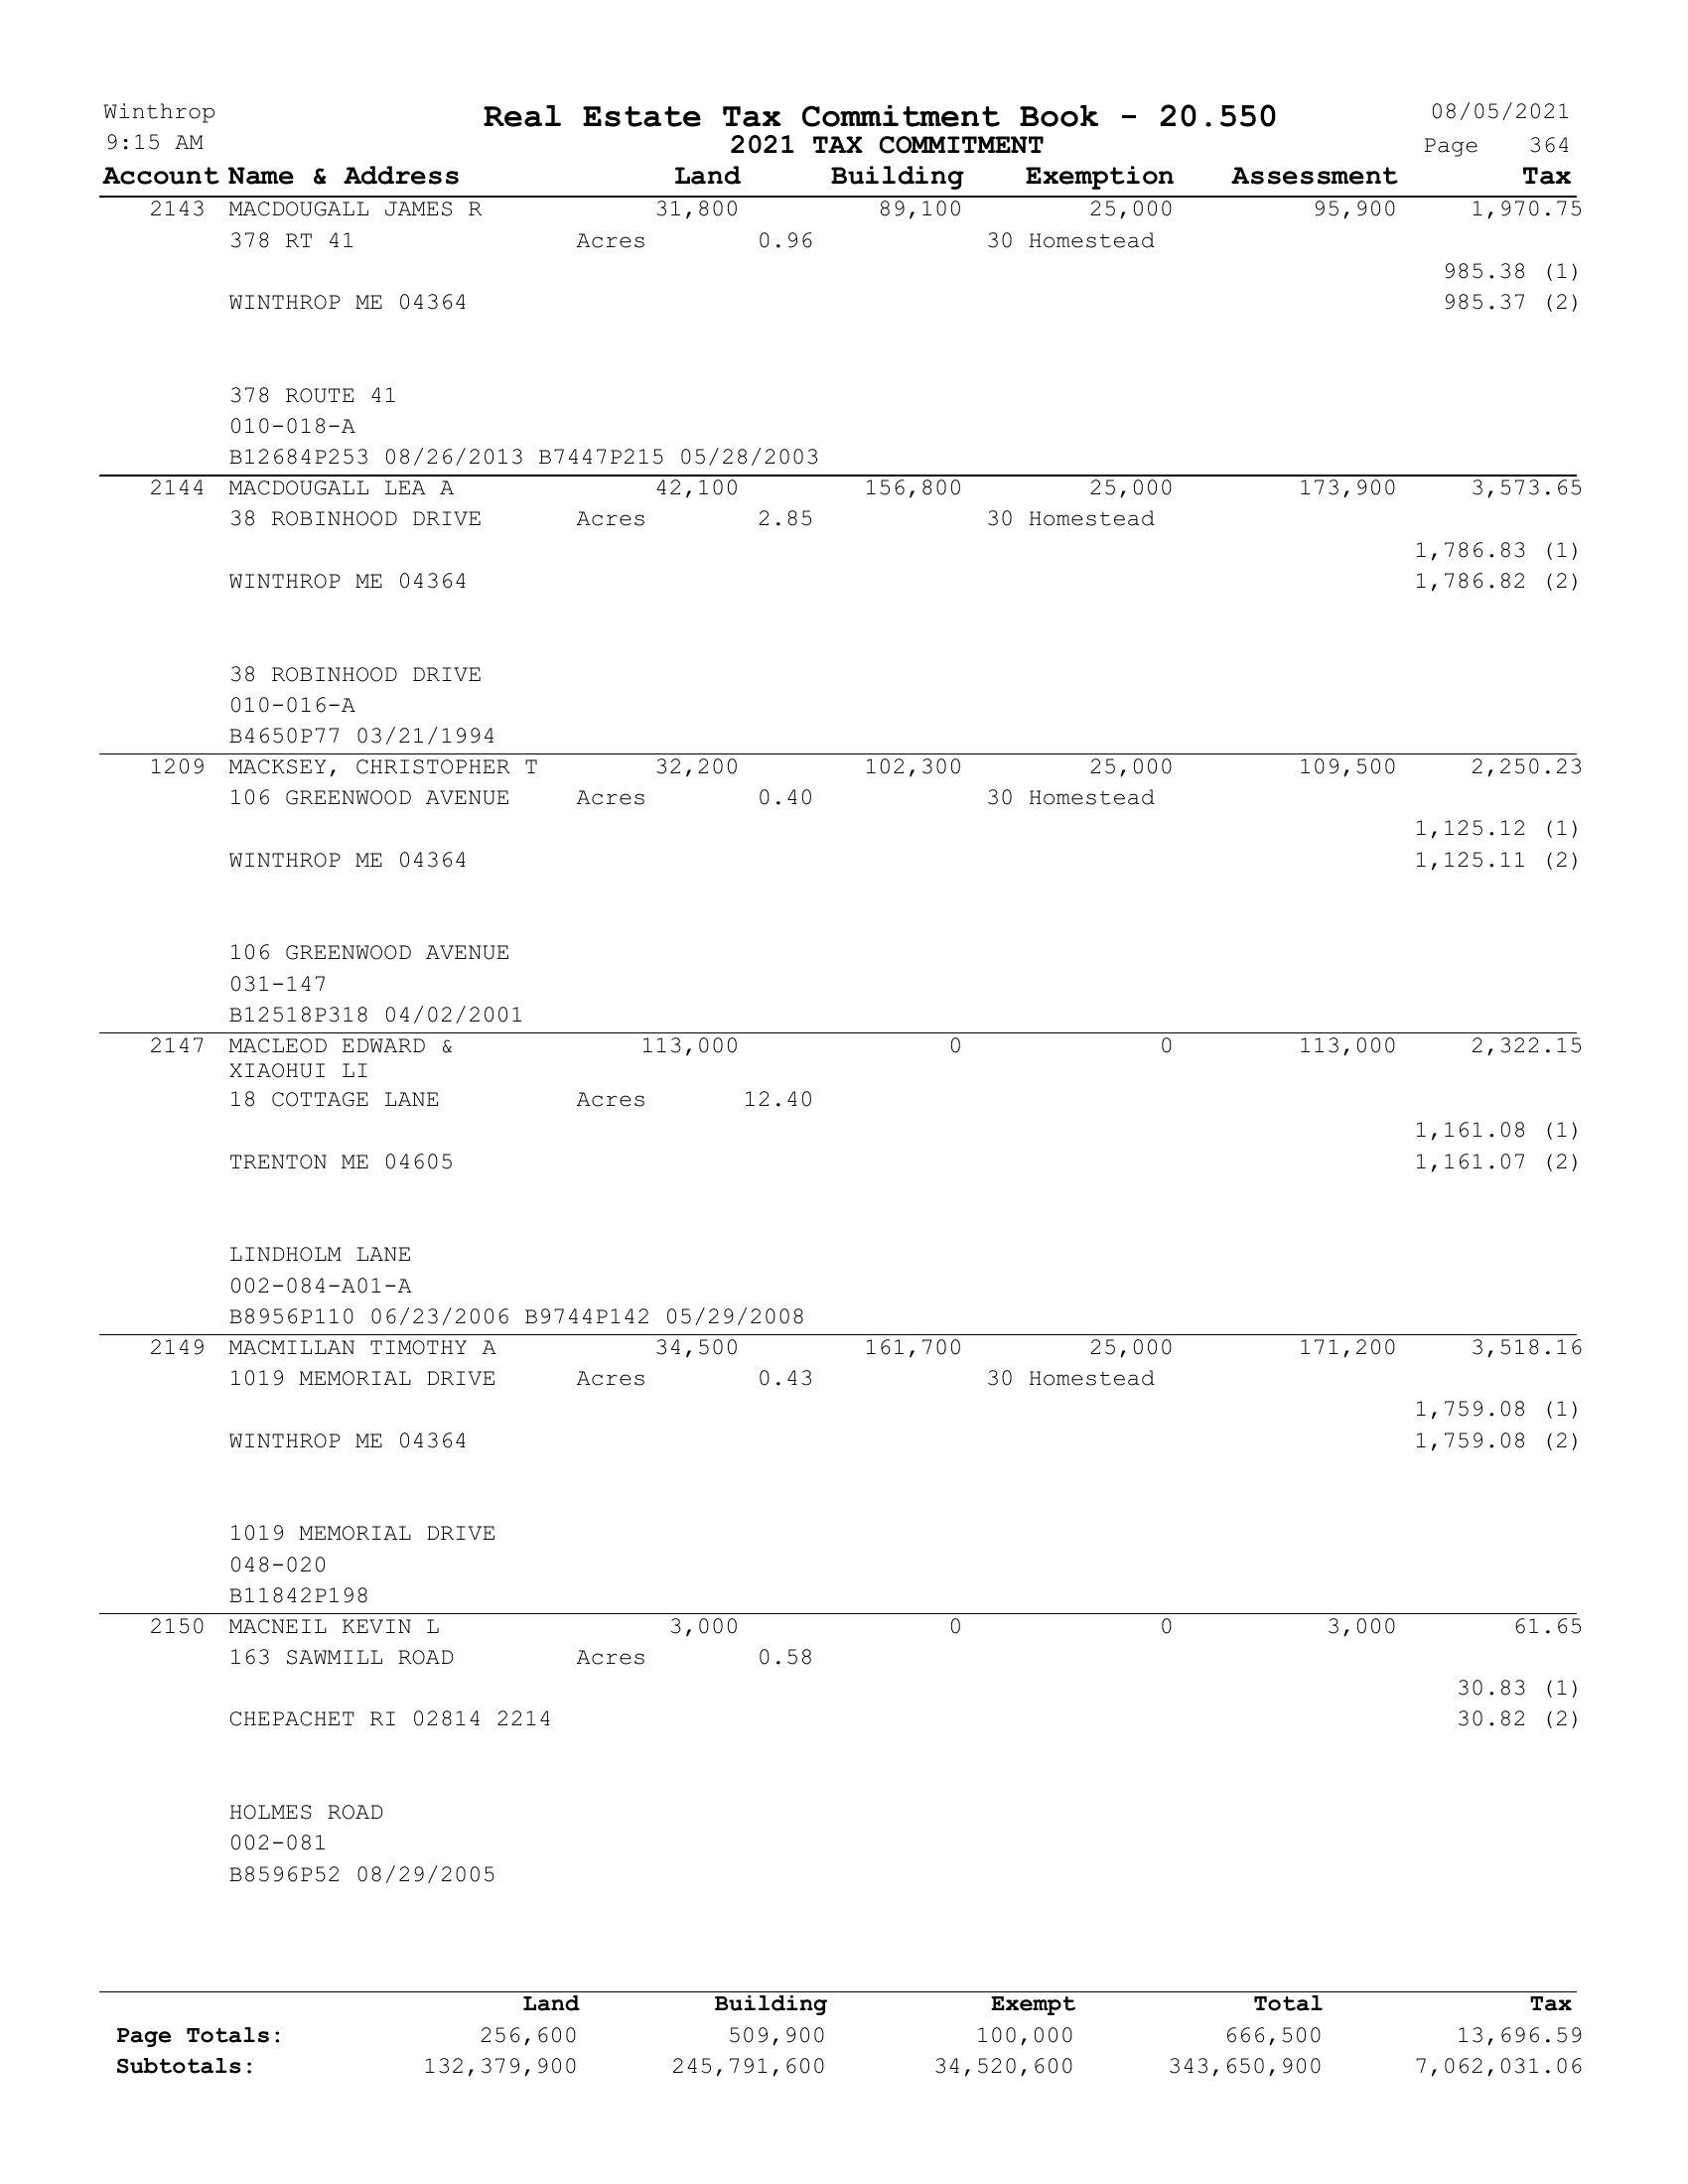 Winthrop Real Estate Tax Commitment Book - 20.550 08/05/2021
9:15 AM 2021 TAX COMMITMENT Page 364
Account Name & Address Land Building Exemption Assessment Tax
2143 MACDOUGALL JAMES R 31,800 89,100 25,000 95,900 1,970.75
378 RT 41 Acres 0.96 30 Homestead
985.38 (1)
WINTHROP ME 04364 985.37 (2)
378 ROUTE 41
010-018-A
B12684P253 08/26/2013 B7447P215 05/28/2003
2144 MACDOUGALL LEA A 42,100 156,800 25,000 173,900 3,573.65
38 ROBINHOOD DRIVE Acres 2.85 30 Homestead
1,786.83 (1)
WINTHROP ME 04364 1,786.82 (2)
38 ROBINHOOD DRIVE
010-016-A
B4650P77 03/21/1994
1209 MACKSEY, CHRISTOPHER T 32,200 102,300 25,000 109,500 2,250.23
106 GREENWOOD AVENUE Acres 0.40 30 Homestead
1,125.12 (1)
WINTHROP ME 04364 1,125.11 (2)
106 GREENWOOD AVENUE
031-147
B12518P318 04/02/2001
2147 MACLEOD EDWARD & 113,000 0 0 113,000 2,322.15
XIAOHUI LI
18 COTTAGE LANE Acres 12.40
1,161.08 (1)
TRENTON ME 04605 1,161.07 (2)
LINDHOLM LANE
002-084-A01-A
B8956P110 06/23/2006 B9744P142 05/29/2008
2149 MACMILLAN TIMOTHY A 34,500 161,700 25,000 171,200 3,518.16
1019 MEMORIAL DRIVE Acres 0.43 30 Homestead
1,759.08 (1)
WINTHROP ME 04364 1,759.08 (2)
1019 MEMORIAL DRIVE
048-020
B11842P198
2150 MACNEIL KEVIN L 3,000 0 0 3,000 61.65
163 SAWMILL ROAD Acres 0.58
30.83 (1)
CHEPACHET RI 02814 2214 30.82 (2)
HOLMES ROAD
002-081
B8596P52 08/29/2005
Land Building Exempt Total Tax
Page Totals: 256,600 509,900 100,000 666,500 13,696.59
Subtotals: 132,379,900 245,791,600 34,520,600 343,650,900 7,062,031.06